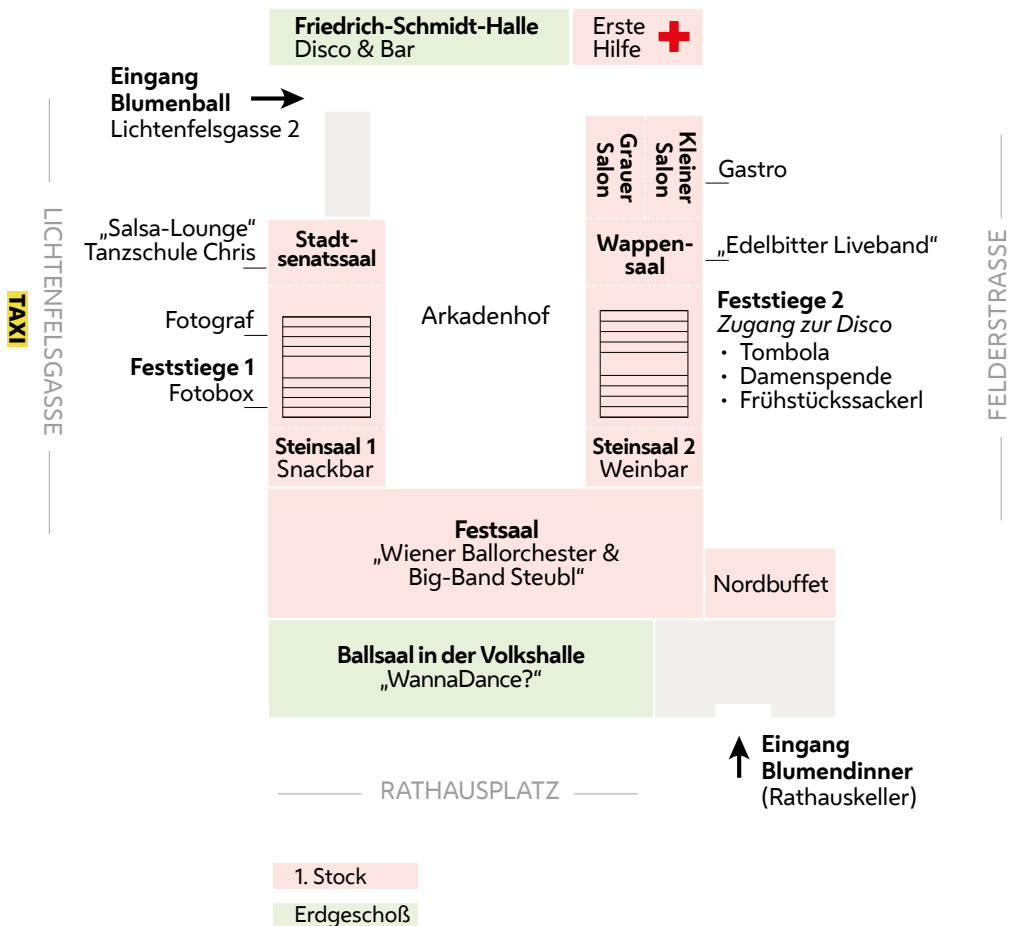 Friedrich-Schmidt-Halle
Disco & Bar
Erste
Hilfe
Eingang
Blumenball
Lichtenfelsgasse 2
Grauer
Salon
Kleiner
Salon
Gastro
LICHTENFELSGASSE
TAXI
„Salsa-Lounge“
Tanzschule Chris
Stadt-
senatssaal
Wappen-
saal
„Edelbitter Liveband“
FELDERSTRASSE
Fotograf
Feststiege 1
Fotobox
Arkadenhof
Feststiege 2
Zugang zur Disco
· Tombola
· Damenspende
· Frühstückssackerl
Steinsaal 1
Snackbar
Steinsaal 2
Weinbar
Festsaal
„Wiener Ballorchester &
Big-Band Steubl“
Nordbuffet
Ballsaal in der Volkshalle
„WannaDance?“
Eingang
Blumendinner
(Rathauskeller)
RATHAUSPLATZ
1. Stock
Erdgeschoß